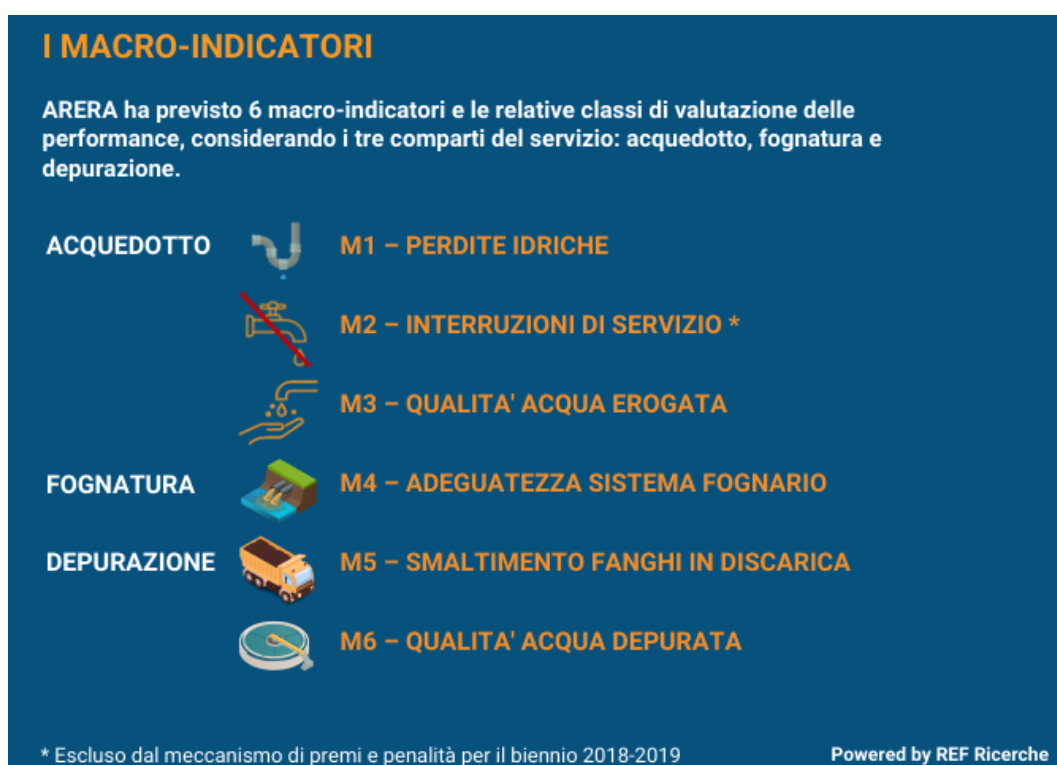 I MACRO-INDICATORI
ARERA ha previsto 6 macro-indicatori e le relative classi di valutazione delle
performance, considerando i tre comparti del servizio: acquedotto, fognatura e
depurazione.
ACQUEDOTTO M1 – PERDITE IDRICHE
M2 – INTERRUZIONI DI SERVIZIO *
M3 – QUALITA' ACQUA EROGATA
FOGNATURA M4 – ADEGUATEZZA SISTEMA FOGNARIO
DEPURAZIONE M5 – SMALTIMENTO FANGHI IN DISCARICA
M6 – QUALITA' ACQUA DEPURATA
* Escluso dal meccanismo di premi e penalità per il biennio 2018-2019 Powered by REF Ricerche